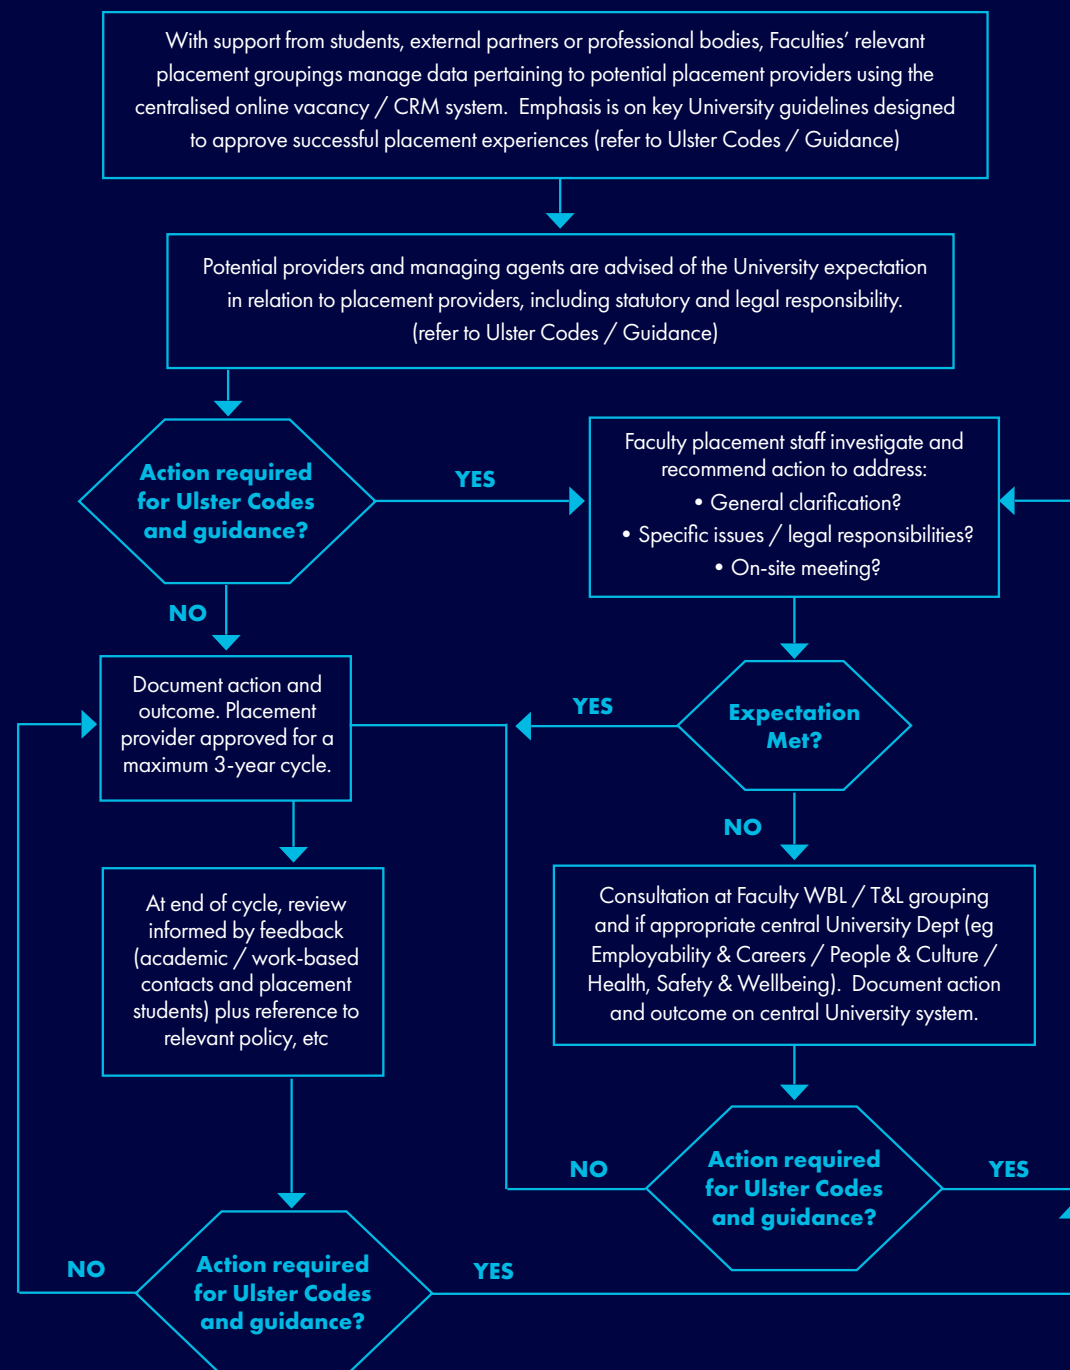 With support from students, external partners or professional bodies, Faculties’ relevant
placement groupings manage data pertaining to potential placement providers using the
centralised online vacancy / CRM system. Emphasis is on key University guidelines designed
to approve successful placement experiences (refer to Ulster Codes / Guidance)
Potential providers and managing agents are advised of the University expectation
in relation to placement providers, including statutory and legal responsibility.
(refer to Ulster Codes / Guidance)
Action required
for Ulster Codes
and guidance?
YES
Faculty placement staff investigate and
recommend action to address:
• General clarification?
• Specific issues / legal responsibilities?
• On-site meeting?
NO
Document action and
outcome. Placement
provider approved for a
maximum 3-year cycle.
YES
Expectation
Met?
NO
At end of cycle, review
informed by feedback
(academic / work-based
contacts and placement
students) plus reference to
relevant policy, etc
Consultation at Faculty WBL / T&L grouping
and if appropriate central University Dept (eg
Employability & Careers / People & Culture /
Health, Safety & Wellbeing). Document action
and outcome on central University system.
NO
Action required
for Ulster Codes
and guidance?
YES
NO
Action required
for Ulster Codes
and guidance?
YES